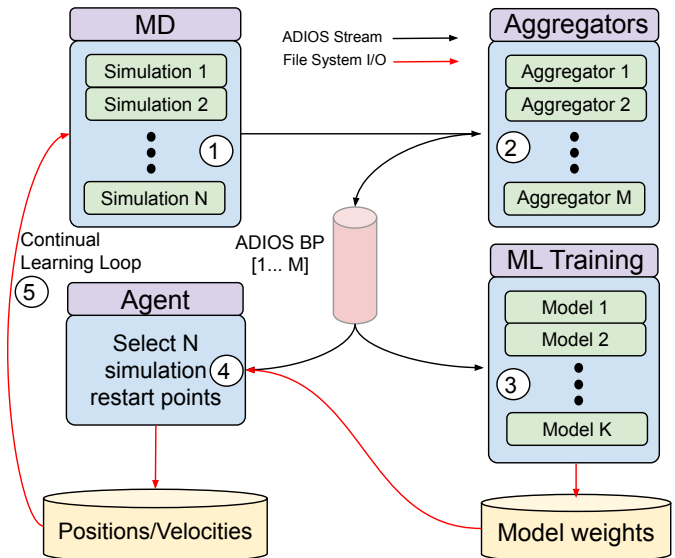 MD
Simulation 1
Simulation 2
1
Simulation N
ADIOS Stream
File System I/O
Aggregators
Aggregator 1
Aggregator 2
2
Aggregator M
Continual
Learning Loop
5
ADIOS BP
[1... M]
ML Training
Model 1
Model 2
3
Model K
Agent
Select N
simulation
restart points
4
Positions/Velocities
Model weights